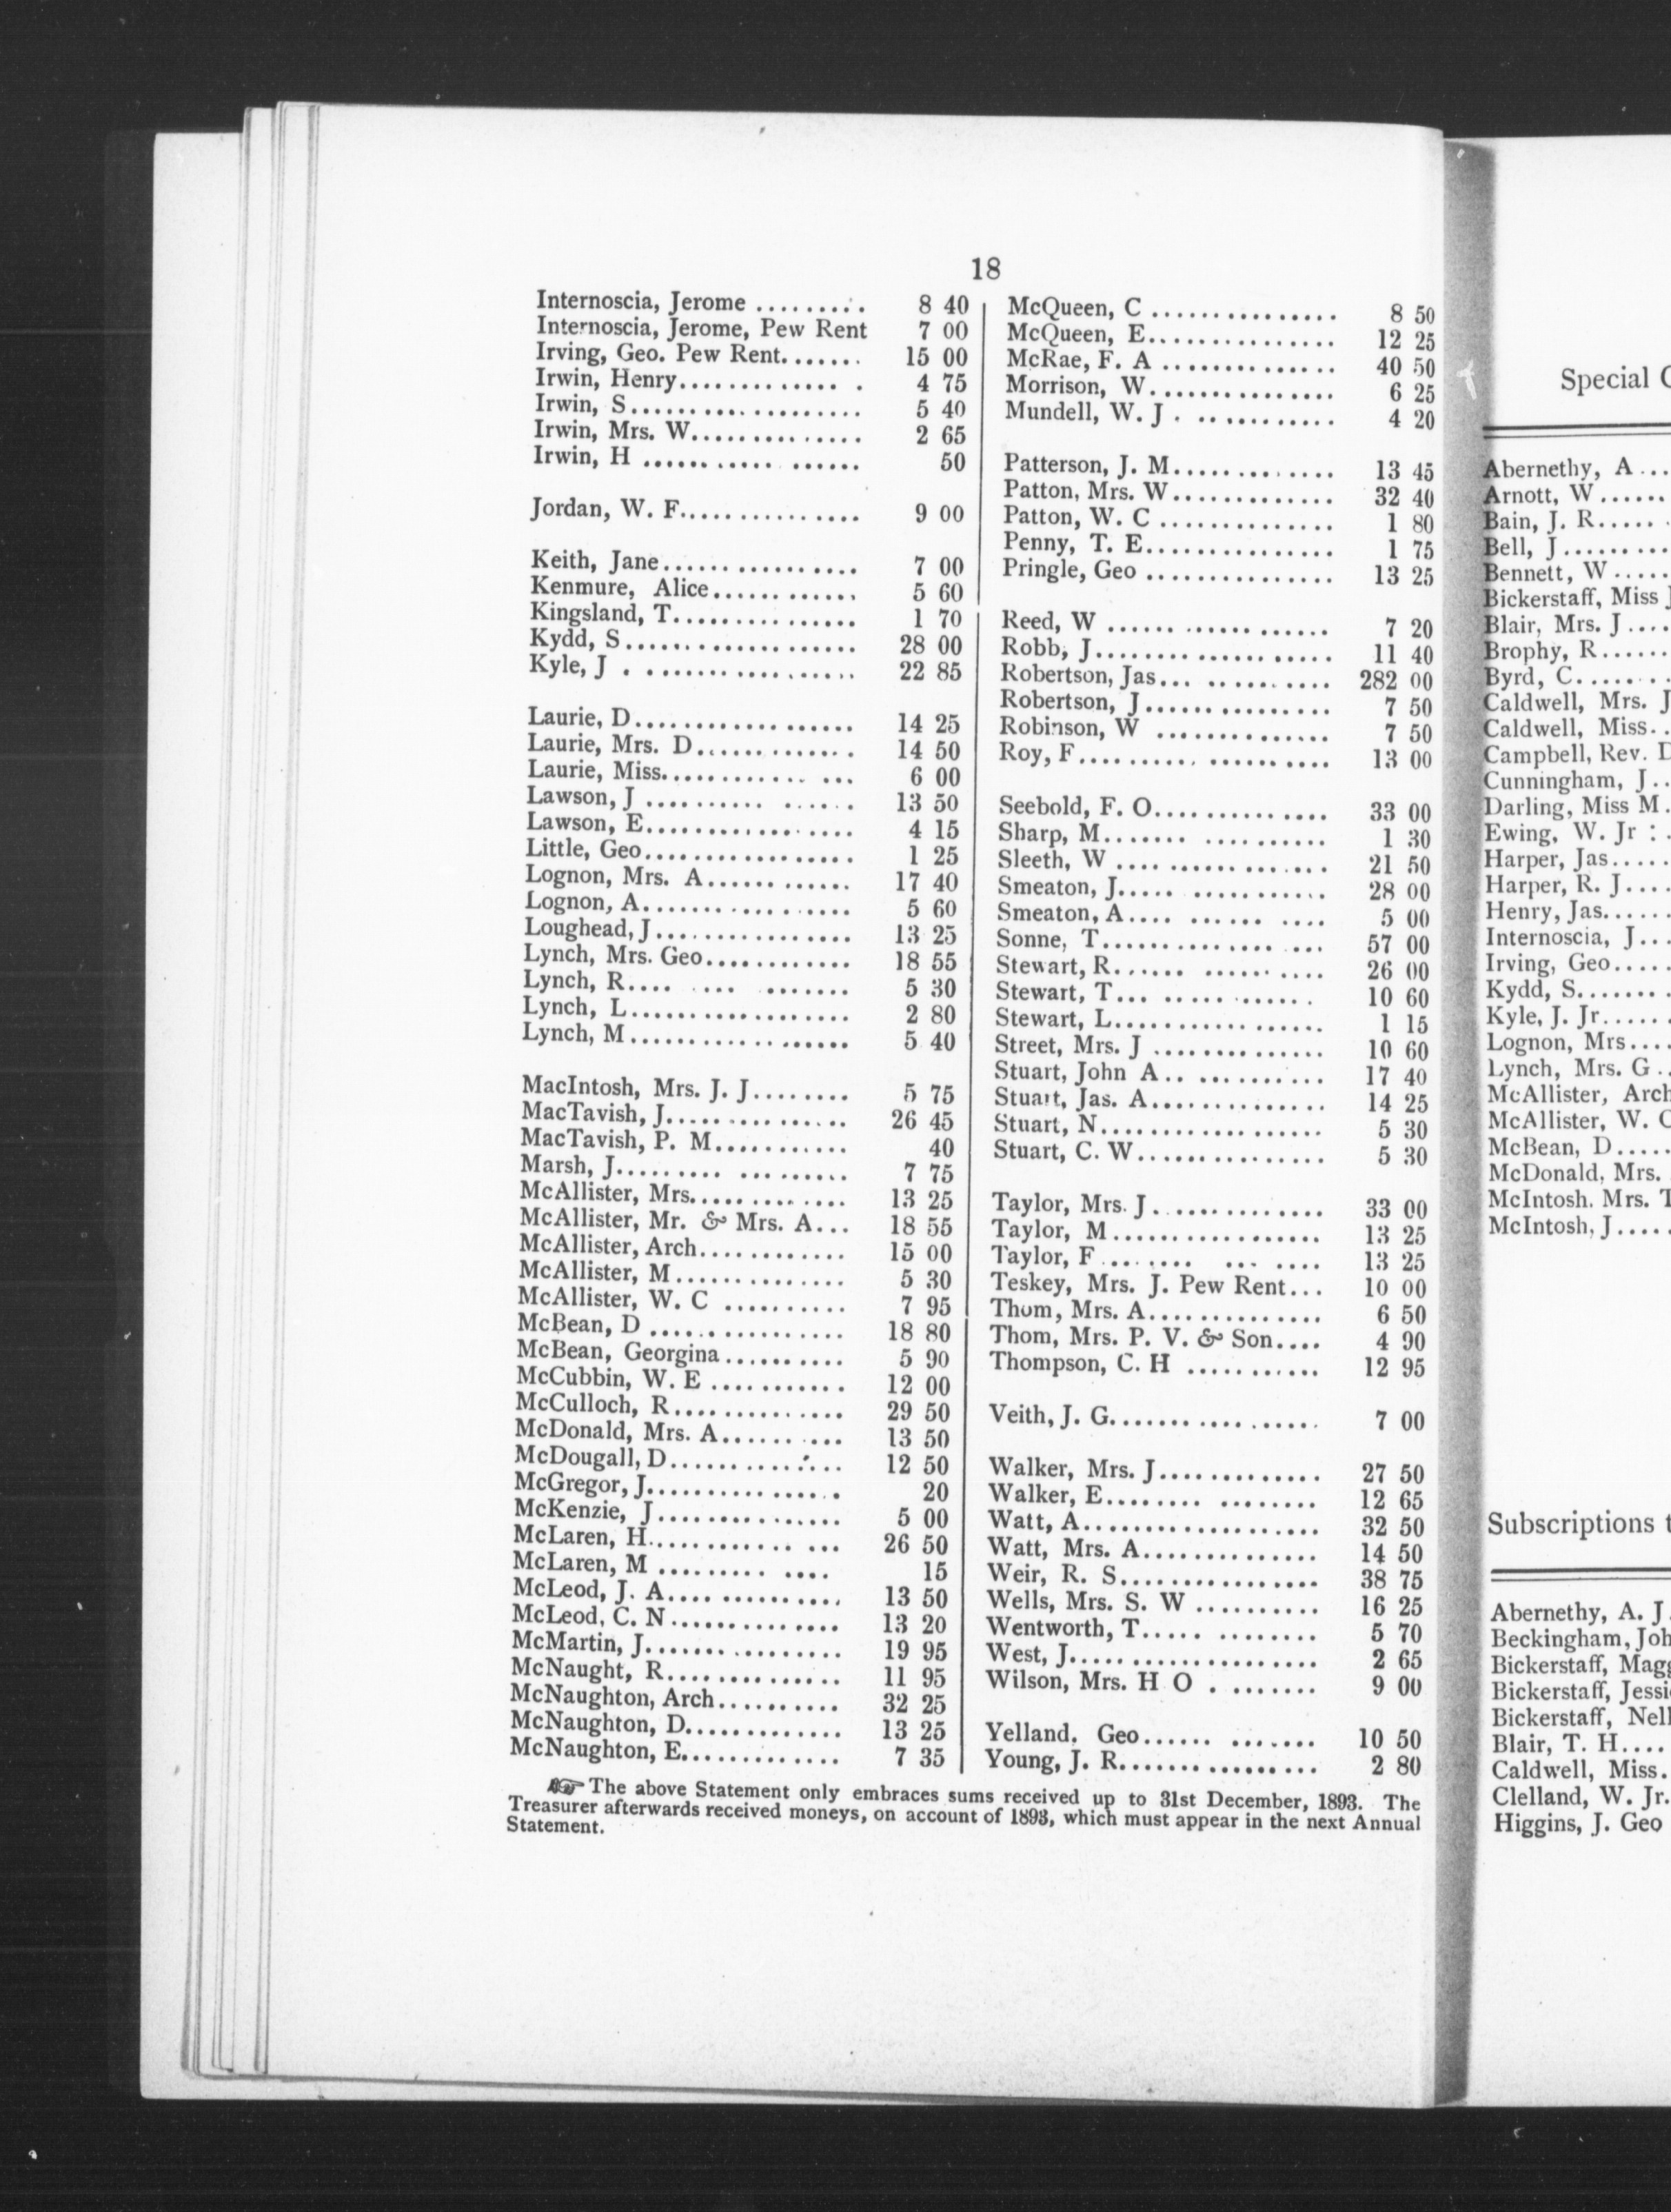 18
Internoscia, Jerome .......... 8 40
Internoscia, Jerome, Pew Rent 7 00
Irving, Geo. Pew Rent....... 15 00
Irwin, Henry............. . 4 75
Irwin, S................... 5 40
Irwin, Mrs. W.............. 2 65
Irwin, H .................. 50
Jordan, W. F............... 9 00
Keith, Jane................ 7 00
Kenmure, Alice............ 5 60
Kingsland, T............... 1 70
Kydd, S................... 28 00
Kyle, J . ................. 22 85
Laurie, D.................. 14 25
Laurie, Mrs. D............. 14 50
Laurie, Miss............ ... 6 00
Lawson, J .......... ...... 13 50
Lawson, E................. 4 15
Little, Geo................. 1 25
Lognon, Mrs. A............ 17 40
Lognon, A................. 5 60
Loughead, J................ 13 25
Lynch, Mrs. Geo............ 18 55
Lynch, R.... .... ....... 5 30
Lynch, L.................. 2 80
Lynch, M.................. 5 40
MacIntosh, Mrs. J. J........ 5 75
MacTavish, J............... 26 45
MacTavish, P. M........... 40
Marsh, J......... ......... 7 75
McAllister, Mrs............. 13 25
McAllister, Mr. & Mrs. A... 18 55
McAllister, Arch............ 15 00
McAllister, M.............. 5 30
McAllister, W. C .......... 7 95
McBean, D ................ 18 80
McBean, Georgina.......... 5 90
McCubbin, W. E ........... 12 00
McCulloch, R.............. 29 50
McDonald, Mrs. A.......... 13 50
McDougall, D.............. 12 50
McGregor, J................ 20
McKenzie, J............... 5 00
McLaren, H............ ... 26 50
McLaren, M ......... .... 15
McLeod, J. A.............. 13 50
McLeod, C. N.............. 13 20
McMartin, J................ 19 95
McNaught, R.............. 11 95
McNaughton, Arch.......... 32 25
McNaughton, D............. 13 25
McNaughton, E............. 7 35
McQueen, C ............... 8 50
McQueen, E............... 12 25
McRae, F. A .............. 40 50
Morrison, W............... 6 25
Mundell, W. J . ........... 4 20
Patterson, J. M............. 13 45
Patton, Mrs. W............. 32 40
Patton, W. C .............. 1 80
Penny, T. E............... 1 75
Pringle, Geo ............... 13 25
Reed, W .................. 7 20
Robb, J................... 11 40
Robertson, Jas... .......... 282 00
Robertson, J............... 7 50
Robinson, W .............. 7 50
Roy, F.......... .......... 13 00
Seebold, F. O.............. 33 00
Sharp, M....... .......... 1 30
Sleeth, W ................. 21 50
Smeaton, J..... ........... 28 00
Smeaton, A.... ...... .... 5 00
Sonne, T.............. ... 57 00
Stewart, R...... ...... .... 26 00
Stewart, T... ............ 10 60
Stewart, L................. 1 15
Street, Mrs. J .............. 10 60
Stuart, John A.. ........... 17 40
Stuart, Jas. A.............. 14 25
Stuart, N.................. 5 30
Stuart, C. W............... 5 30
Taylor, Mrs. J.............. 33 00
Taylor, M................. 13 25
Taylor, F ....... ... .... 13 25
Teskey, Mrs. J. Pew Rent... 10 00
Thom, Mrs. A.............. 6 50
Thom, Mrs. P. V. & Son.... 4 90
Thompson, C. H ........... 12 95
Veith, J. G................. 7 00
Walker, Mrs. J............. 27 50
Walker, E........ ........ 12 65
Watt, A................... 32 50
Watt, Mrs. A.............. 14 50
Weir, R. S................ 38 75
Wells, Mrs. S. W .......... 16 25
Wentworth, T..... ........ 5 70
West, J.................... 2 65
Wilson, Mrs. H O . ....... 9 00
Yelland. Geo...... ....... 10 50
Young, J. R................ 2 80
☞ The above Statement only embraces sums received up to 31st December, 1893. The
Treasurer afterwards received moneys, on account of 1893, which must appear in the next Annual
Statement.
Special
Abernethy, A...
Arnott, W......
Bain, J. R......
Bell, J.........
Bennett, W.....
Bickerstaff, Miss
Blair, Mrs. J....
Brophy, R......
Byrd, C........
Caldwell, Mrs. J
Caldwell, Miss..
Campbell, Rev.
Cunningham, J..
Darling, Miss M.
Ewing, W. Jr : .
Harper, Jas.....
Harper, R. J....
Henry, Jas......
Internoscia, J...
Irving, Geo.....
Kydd, S........
Kyle, J. Jr......
Lognon, Mrs....
Lynch, Mrs. G..
McAllister, Arch
McAllister, W.
McBean, D.....
McDonald, Mrs.
McIntosh. Mrs.
McIntosh, J.....
Subscriptions
Abernethy, A. J.
Beckingham,
Bickerstaff,
Bickerstaff,
Bickerstaff,
Blair, T. H....
Caldwell, Miss.
Clelland, W. Jr.
Higgins, J. Geo